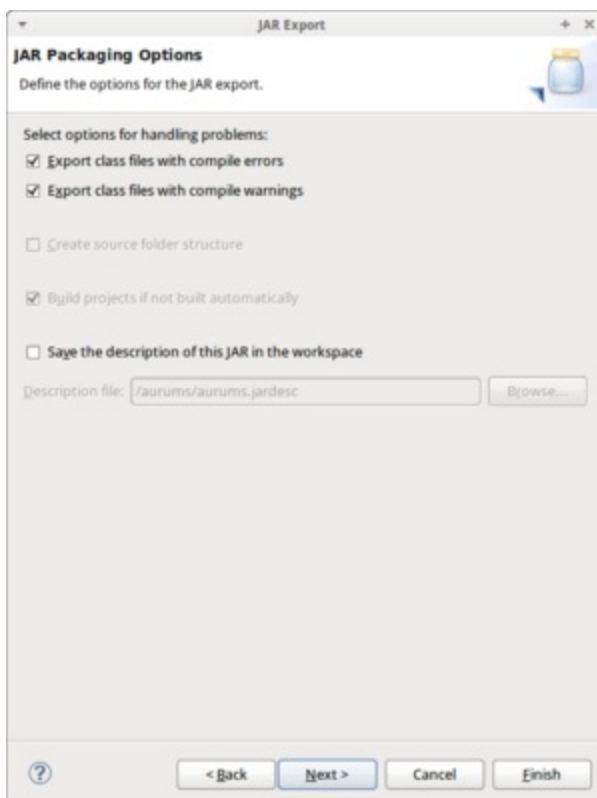 JAR Export
JAR Packaging Options
Define the options for the JAR export.
Select options for handling problems:
Export class files with compile errors
Export class files with compile warnings
Create source folder structure
Build projects if not built automatically
Save the description of this JAR in the workspace
Description file: /aurums/aurums.jardesc Browse...
? < Back Next > Cancel Finish